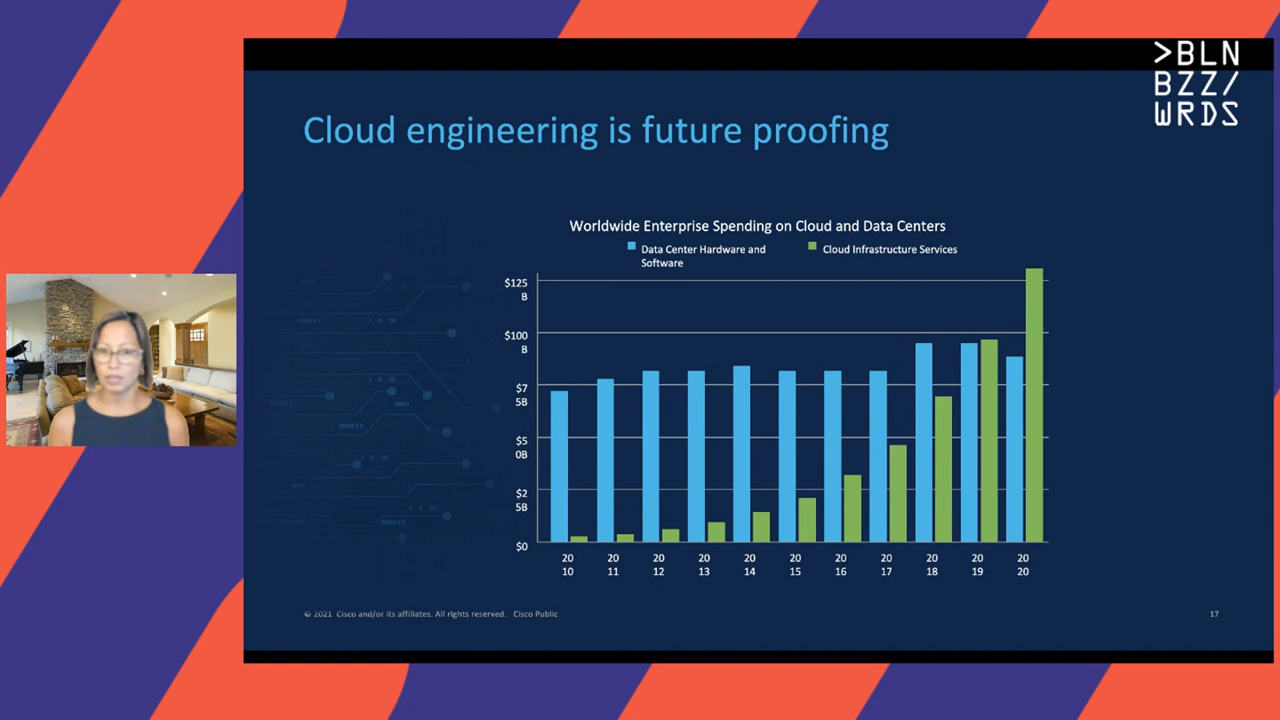 >BLN
BZZ/
WRDS
Cloud engineering is future proofing
Worldwide Enterprise Spending on Cloud and Data Centers
Data Center Hardware and
Software
Cloud Infrastructure Services
$125
B
$100
B
$7
5B
$5
0B
$2
5B
$0
20
10
20
11
20
12
20
13
20
14
20
15
20
16
20
17
20
18
20
19
20
20
© 2021 Cisco and/or its affiliates. All rights reserved. Cisco Public
17